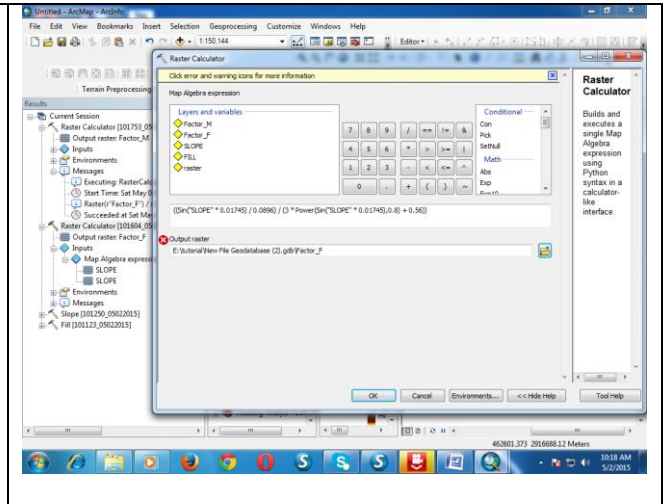 Untitled - ArcMap - ArcInfo
File Edit View Bookmarks Insert Selection Geoprocessing Customize Windows Help
1:150,144
Editor
Terrain Preprocessing
Results
Current Session
Raster Calculator [101753_05
Output raster: Factor_M
Inputs
Environments
Messages
Executing: RasterCalc
Start Time: Sat May 0
Raster(r"Factor_F") / (
Succeeded at Sat Ma
Raster Calculator [101604_05
Output raster: Factor_F
Inputs
Map Algebra expressi
SLOPE
SLOPE
Environments
Messages
Slope [101250_05022015]
Fill [101123_05022015]
Raster Calculator
Click error and warning icons for more information
Map Algebra expression
Layers and variables
Factor_M
Factor_F
SLOPE
FILL
raster
7 8 9 / == != &
4 5 6 * > >= |
1 2 3 - < <= ^
0 . + ( ) ~
Conditional
Con
Pick
SetNull
Math
Abs
Exp
Exp10
((Sin("SLOPE" * 0.01745) / 0.0896) / (3 * Power(Sin("SLOPE" * 0.01745),0.8) + 0.56))
Output raster
E:\tutorial\New File Geodatabase (2).gdb\Factor_F
OK Cancel Environments... << Hide Help Tool Help
Raster Calculator
Builds and
executes a
single Map
Algebra
expression
using
Python
syntax in a
calculator-
like
interface.
462601.373 2916688.12 Meters
10:18 AM
5/2/2015